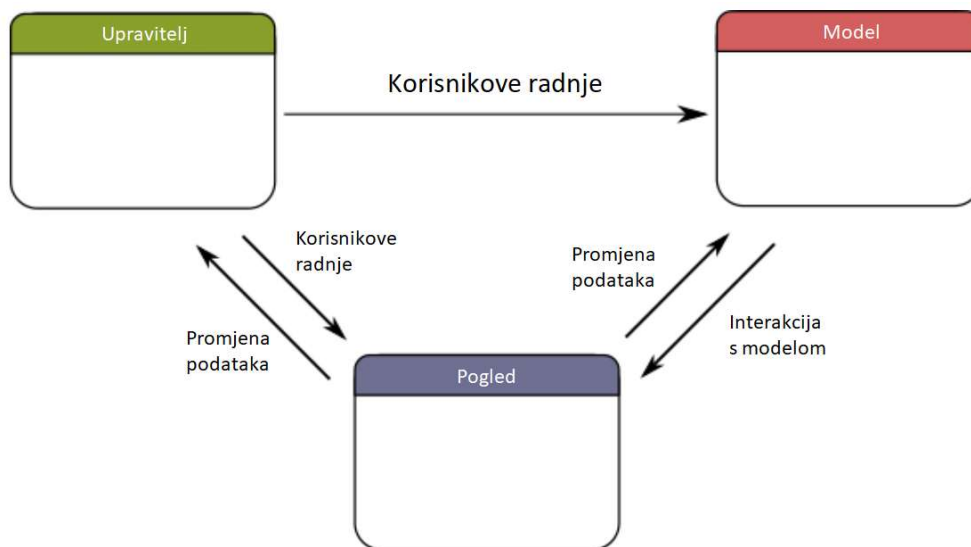 Upravitelj
Model
Korisnikove radnje
Korisnikove
radnje
Promjena
podataka
Promjena
podataka
Interakcija
s modelom
Pogled